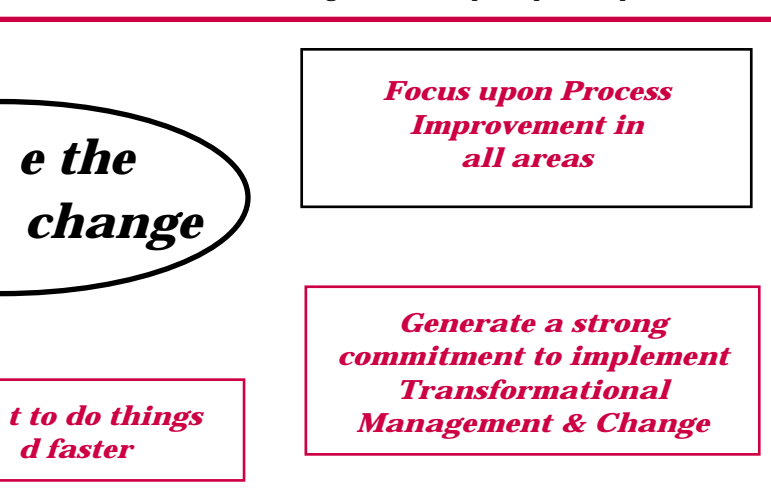 e the
change
Focus upon Process
Improvement in
all areas
Generate a strong
commitment to implement
Transformational
Management & Change
t to do things
d faster